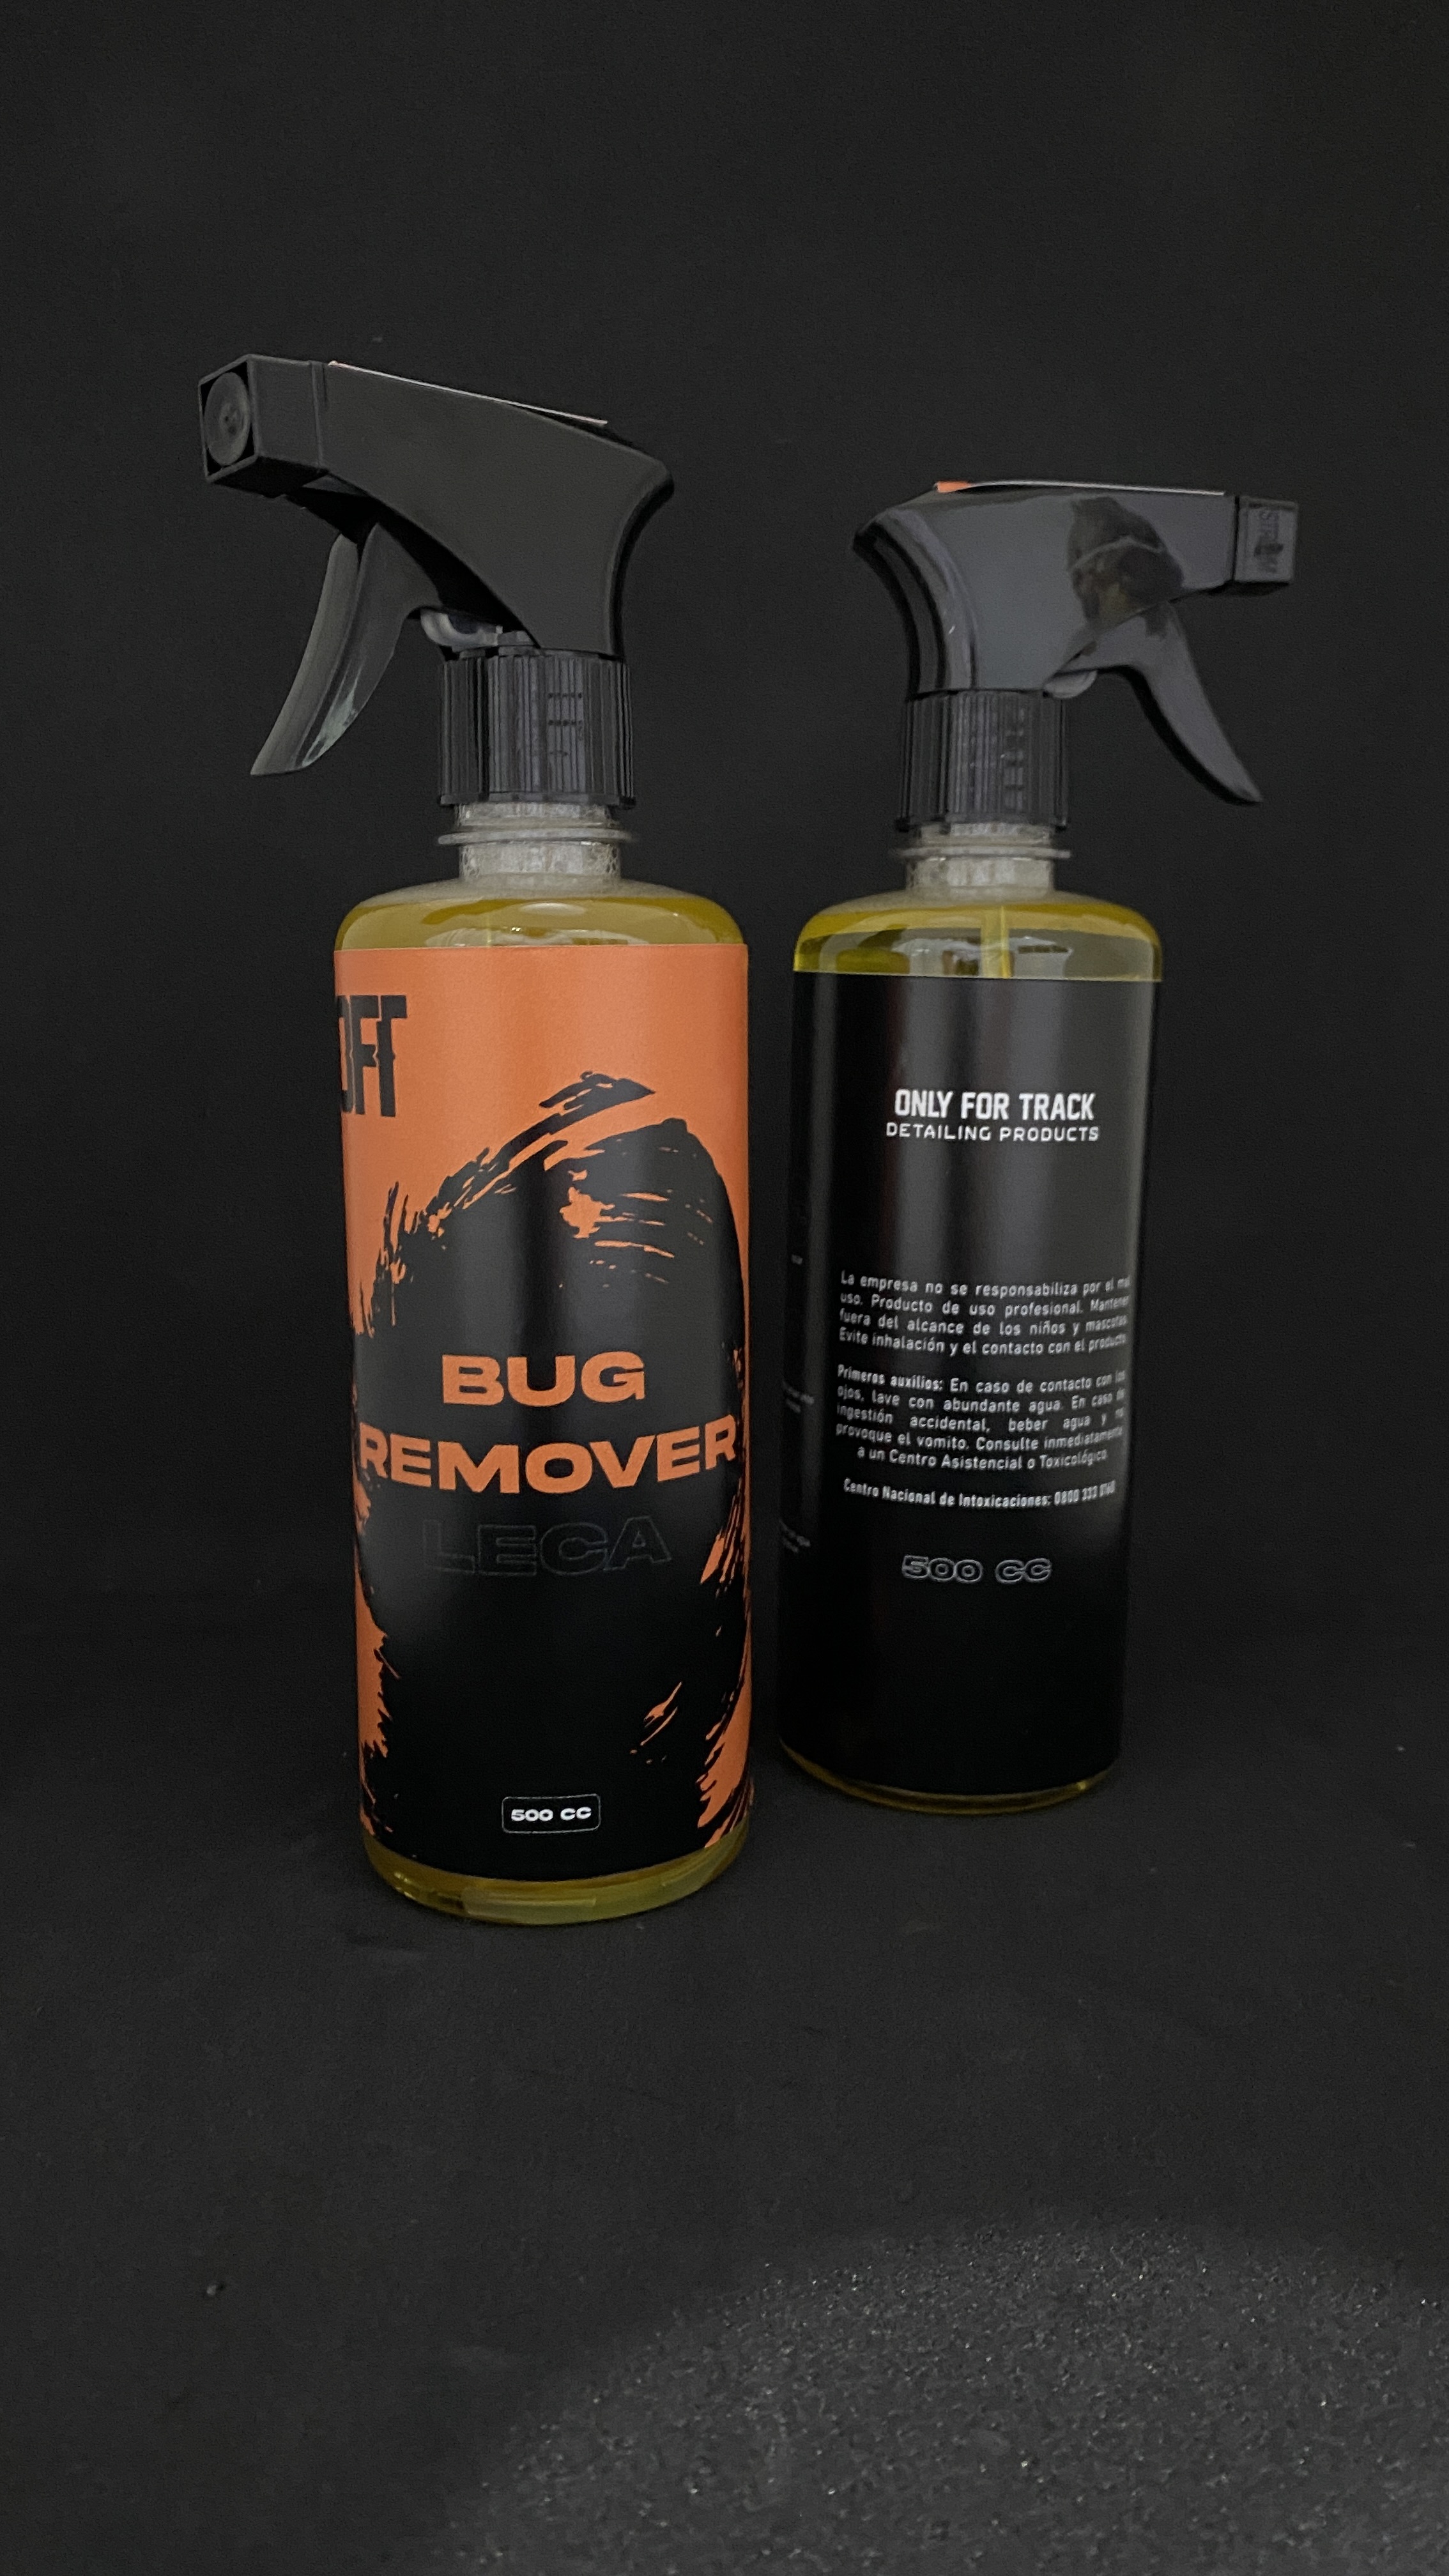 OFT
BUG
REMOVER
LECA
500 CC
ONLY FOR TRACK
DETAILING PRODUCTS
La empresa no se responsabiliza por el mal
uso. Producto de uso profesional. Mantener
fuera del alcance de los niños y mascotas.
Evite inhalación y el contacto con el producto
Primeros auxilios: En caso de contacto con los
ojos, lave con abundante agua. En caso de
ingestión accidental, beber agua y no
provoque el vomito. Consulte inmediatamente
a un Centro Asistencial o Toxicológico.
Centro Nacional de Intoxicaciones: 0800 333 0160
500 CC